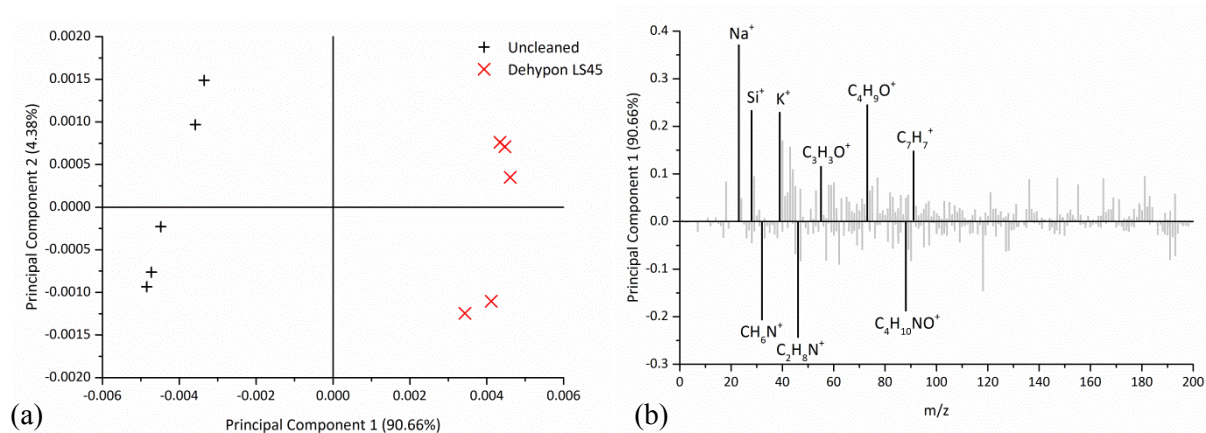 0.0020
0.0015
0.0010
0.0005
0.0000
-0.0005
-0.0010
-0.0015
-0.0020
Principal Component 2 (4.38%)
Uncleaned
Dehypon LS45
-0.006 -0.004 -0.002 0.000 0.002 0.004 0.006
Principal Component 1 (90.66%)
(a)
0.4
0.3
0.2
0.1
0.0
-0.1
-0.2
-0.3
Principal Component 1 (90.66%)
Na⁺
Si⁺
K⁺
C₃H₃O⁺
C₄H₉O⁺
C₇H₇⁺
CH₆N⁺
C₂H₈N⁺
C₄H₁₀NO⁺
0 20 40 60 80 100 120 140 160 180 200
m/z
(b)